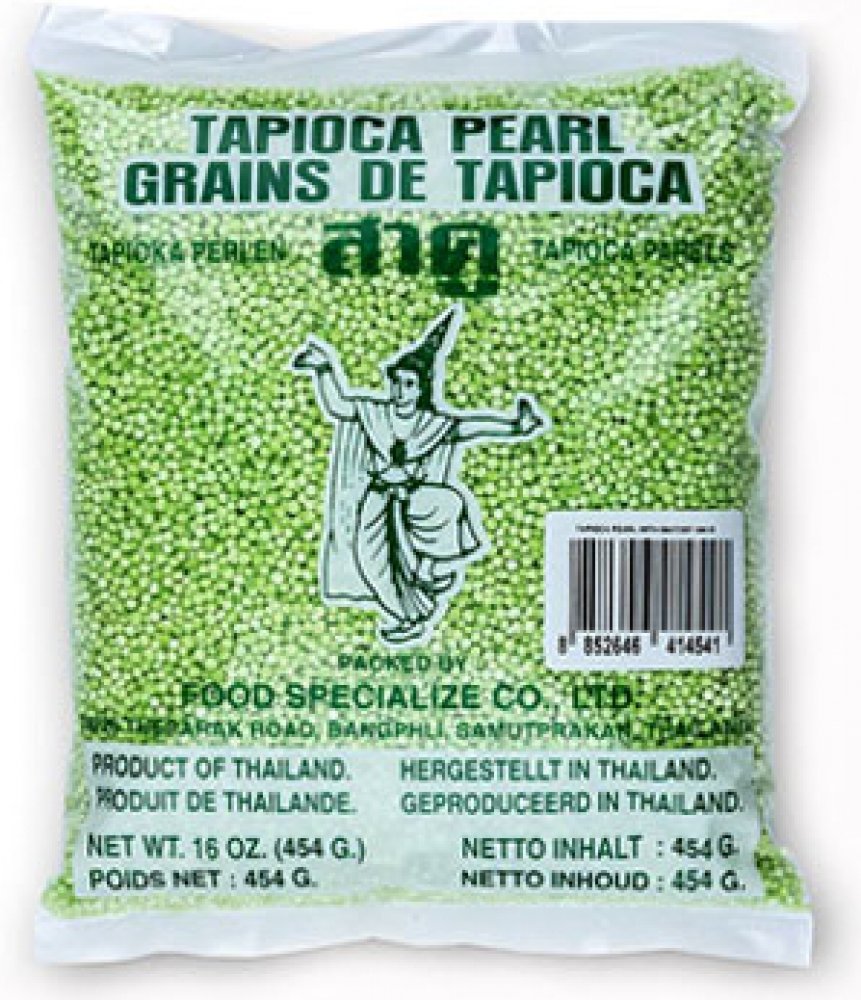 TAPIOCA PEARL
GRAINS DE TAPIOCA
TAPIOKA PERLEN สาคู TAPIOCA PARELS
TAPIOCA PEARL
8 852646 414541
PACKED BY
FOOD SPECIALIZE CO., LTD.
ROAD, BANGPHLI, SAMUTPRAKAN, THAILAND
PRODUCT OF THAILAND. HERGESTELLT IN THAILAND.
PRODUIT DE THAILANDE. GEPRODUCEERD IN THAILAND.
NET WT. 16 OZ. (454 G.) NETTO INHALT : 454 G.
POIDS NET : 454 G. NETTO INHOUD : 454 G.